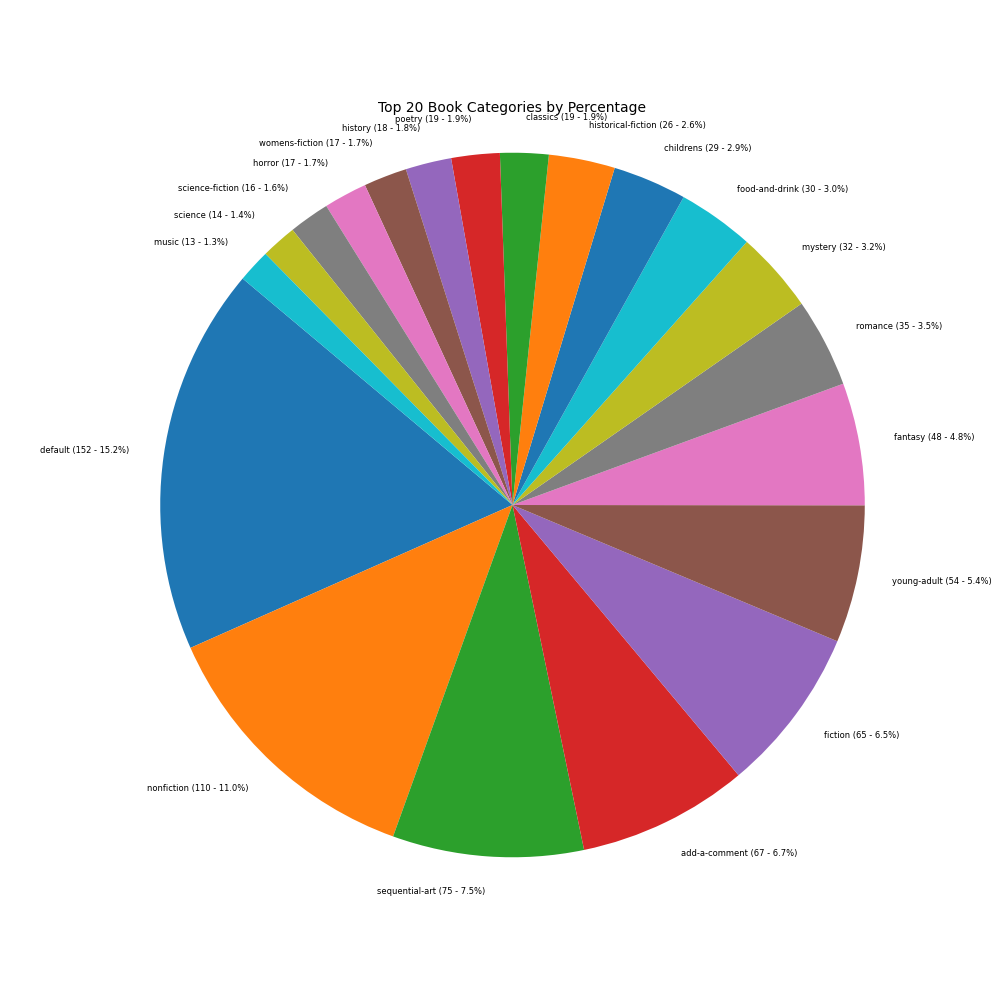 Top 20 Book Categories by Percentage
poetry (19 - 1.9%)
classics (19 - 1.9%)
history (18 - 1.8%)
historical-fiction (26 - 2.6%)
womens-fiction (17 - 1.7%)
childrens (29 - 2.9%)
horror (17 - 1.7%)
science-fiction (16 - 1.6%)
food-and-drink (30 - 3.0%)
science (14 - 1.4%)
music (13 - 1.3%)
mystery (32 - 3.2%)
romance (35 - 3.5%)
default (152 - 15.2%)
fantasy (48 - 4.8%)
young-adult (54 - 5.4%)
fiction (65 - 6.5%)
nonfiction (110 - 11.0%)
add-a-comment (67 - 6.7%)
sequential-art (75 - 7.5%)